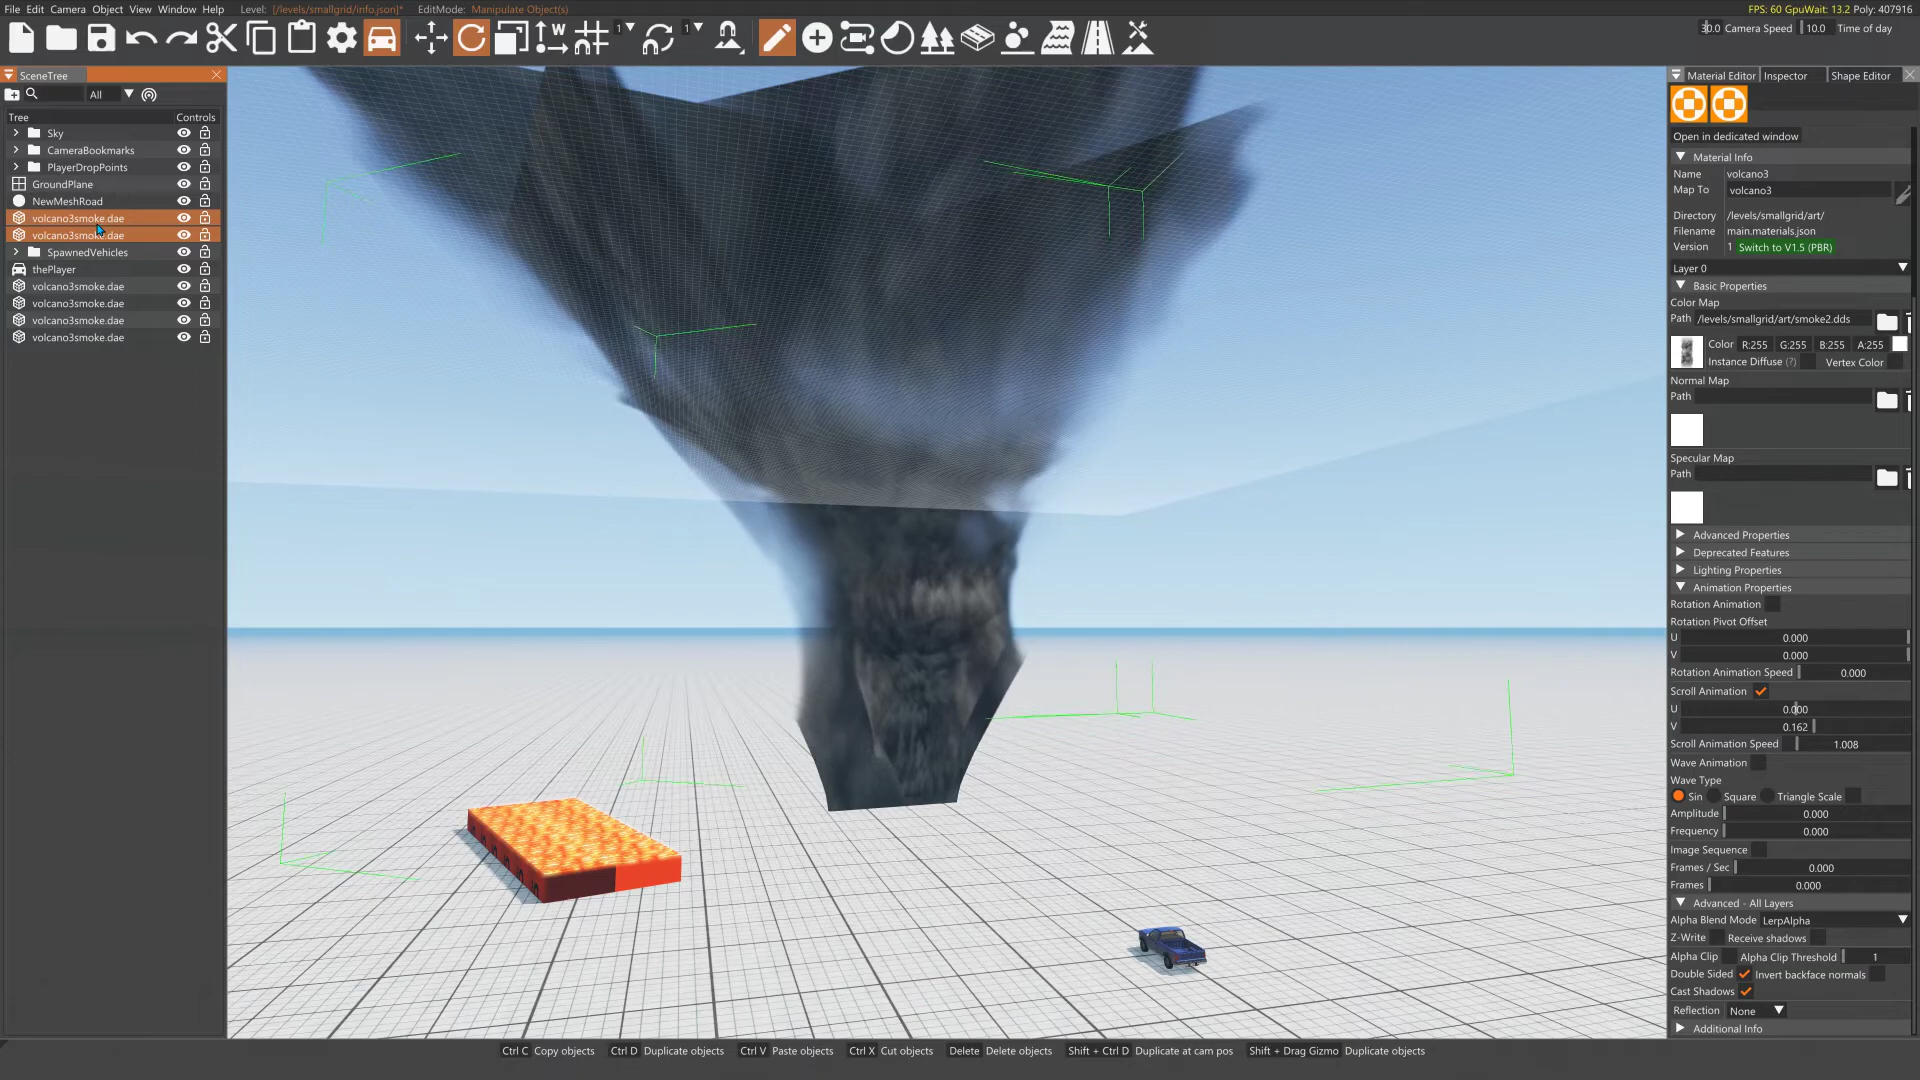 File Edit Camera Object View Window Help Level: [/levels/smallgrid/info.json]* EditMode: Manipulate Object(s) FPS: 60 GpuWait: 13.2 Poly: 407916
1 W 1 30.0 Camera Speed 10.0 Time of day
SceneTree
All
Tree Controls
Sky
CameraBookmarks
PlayerDropPoints
GroundPlane
NewMeshRoad
volcano3smoke.dae
volcano3smoke.dae
SpawnedVehicles
thePlayer
volcano3smoke.dae
volcano3smoke.dae
volcano3smoke.dae
volcano3smoke.dae
Material Editor Inspector Shape Editor
Open in dedicated window
Material Info
Name volcano3
Map To volcano3
Directory /levels/smallgrid/art/
Filename main.materials.json
Version 1 Switch to V1.5 (PBR)
Layer 0
Basic Properties
Color Map
Path /levels/smallgrid/art/smoke2.dds
Color R:255 G:255 B:255 A:255
Instance Diffuse (?) Vertex Color
Normal Map
Path
Specular Map
Path
Advanced Properties
Deprecated Features
Lighting Properties
Animation Properties
Rotation Animation
Rotation Pivot Offset
U 0.000
V 0.000
Rotation Animation Speed 0.000
Scroll Animation
U 0.000
V 0.162
Scroll Animation Speed 1.008
Wave Animation
Wave Type
Sin Square Triangle Scale
Amplitude 0.000
Frequency 0.000
Image Sequence
Frames / Sec 0.000
Frames 0.000
Advanced - All Layers
Alpha Blend Mode LerpAlpha
Z-Write Receive shadows
Alpha Clip Alpha Clip Threshold 1
Double Sided Invert backface normals
Cast Shadows
Reflection None
Additional Info
Ctrl C Copy objects Ctrl D Duplicate objects Ctrl V Paste objects Ctrl X Cut objects Delete Delete objects Shift + Ctrl D Duplicate at cam pos Shift + Drag Gizmo Duplicate objects